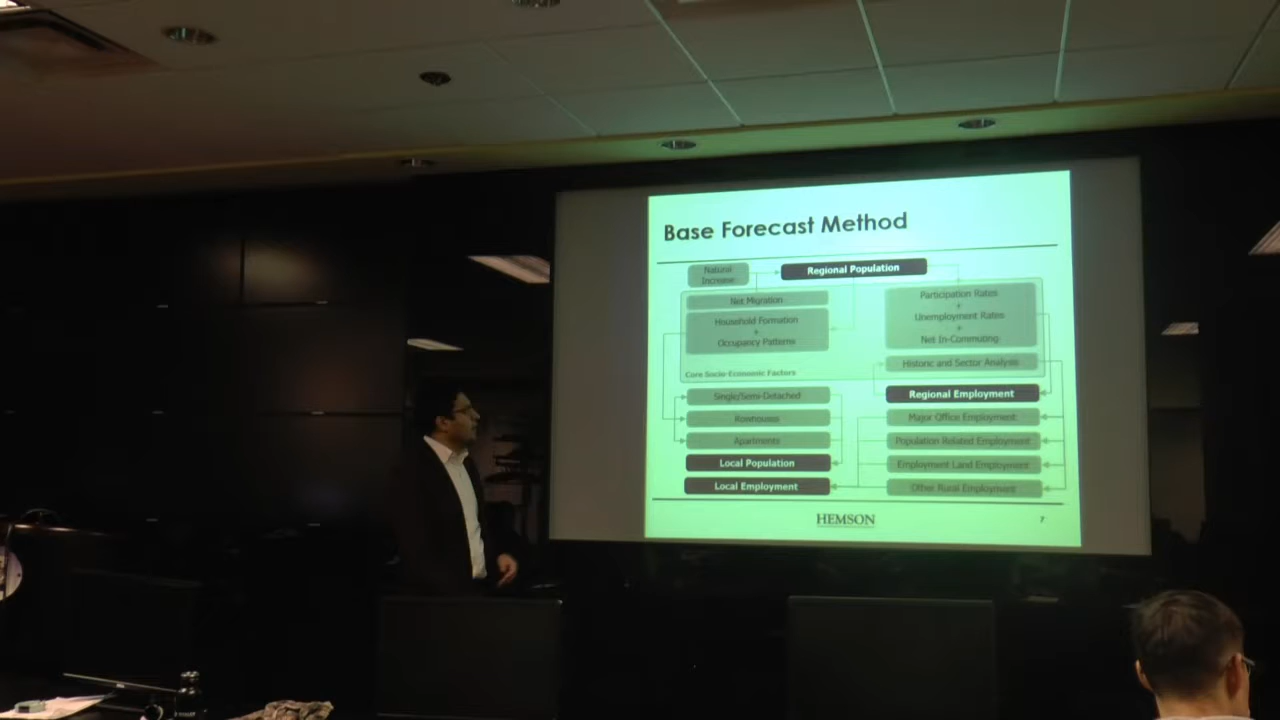 Base Forecast Method
Natural
Increase
Regional Population
Net Migration
Household Formation
+
Occupancy Patterns
Core Socio-Economic Factors
Participation Rates
+
Unemployment Rates
+
Net In-Commuting
Historic and Sector Analysis
Single/Semi-Detached
Rowhouses
Apartments
Local Population
Local Employment
Regional Employment
Major Office Employment
Population Related Employment
Employment Land Employment
Other Rural Employment
HEMSON
7